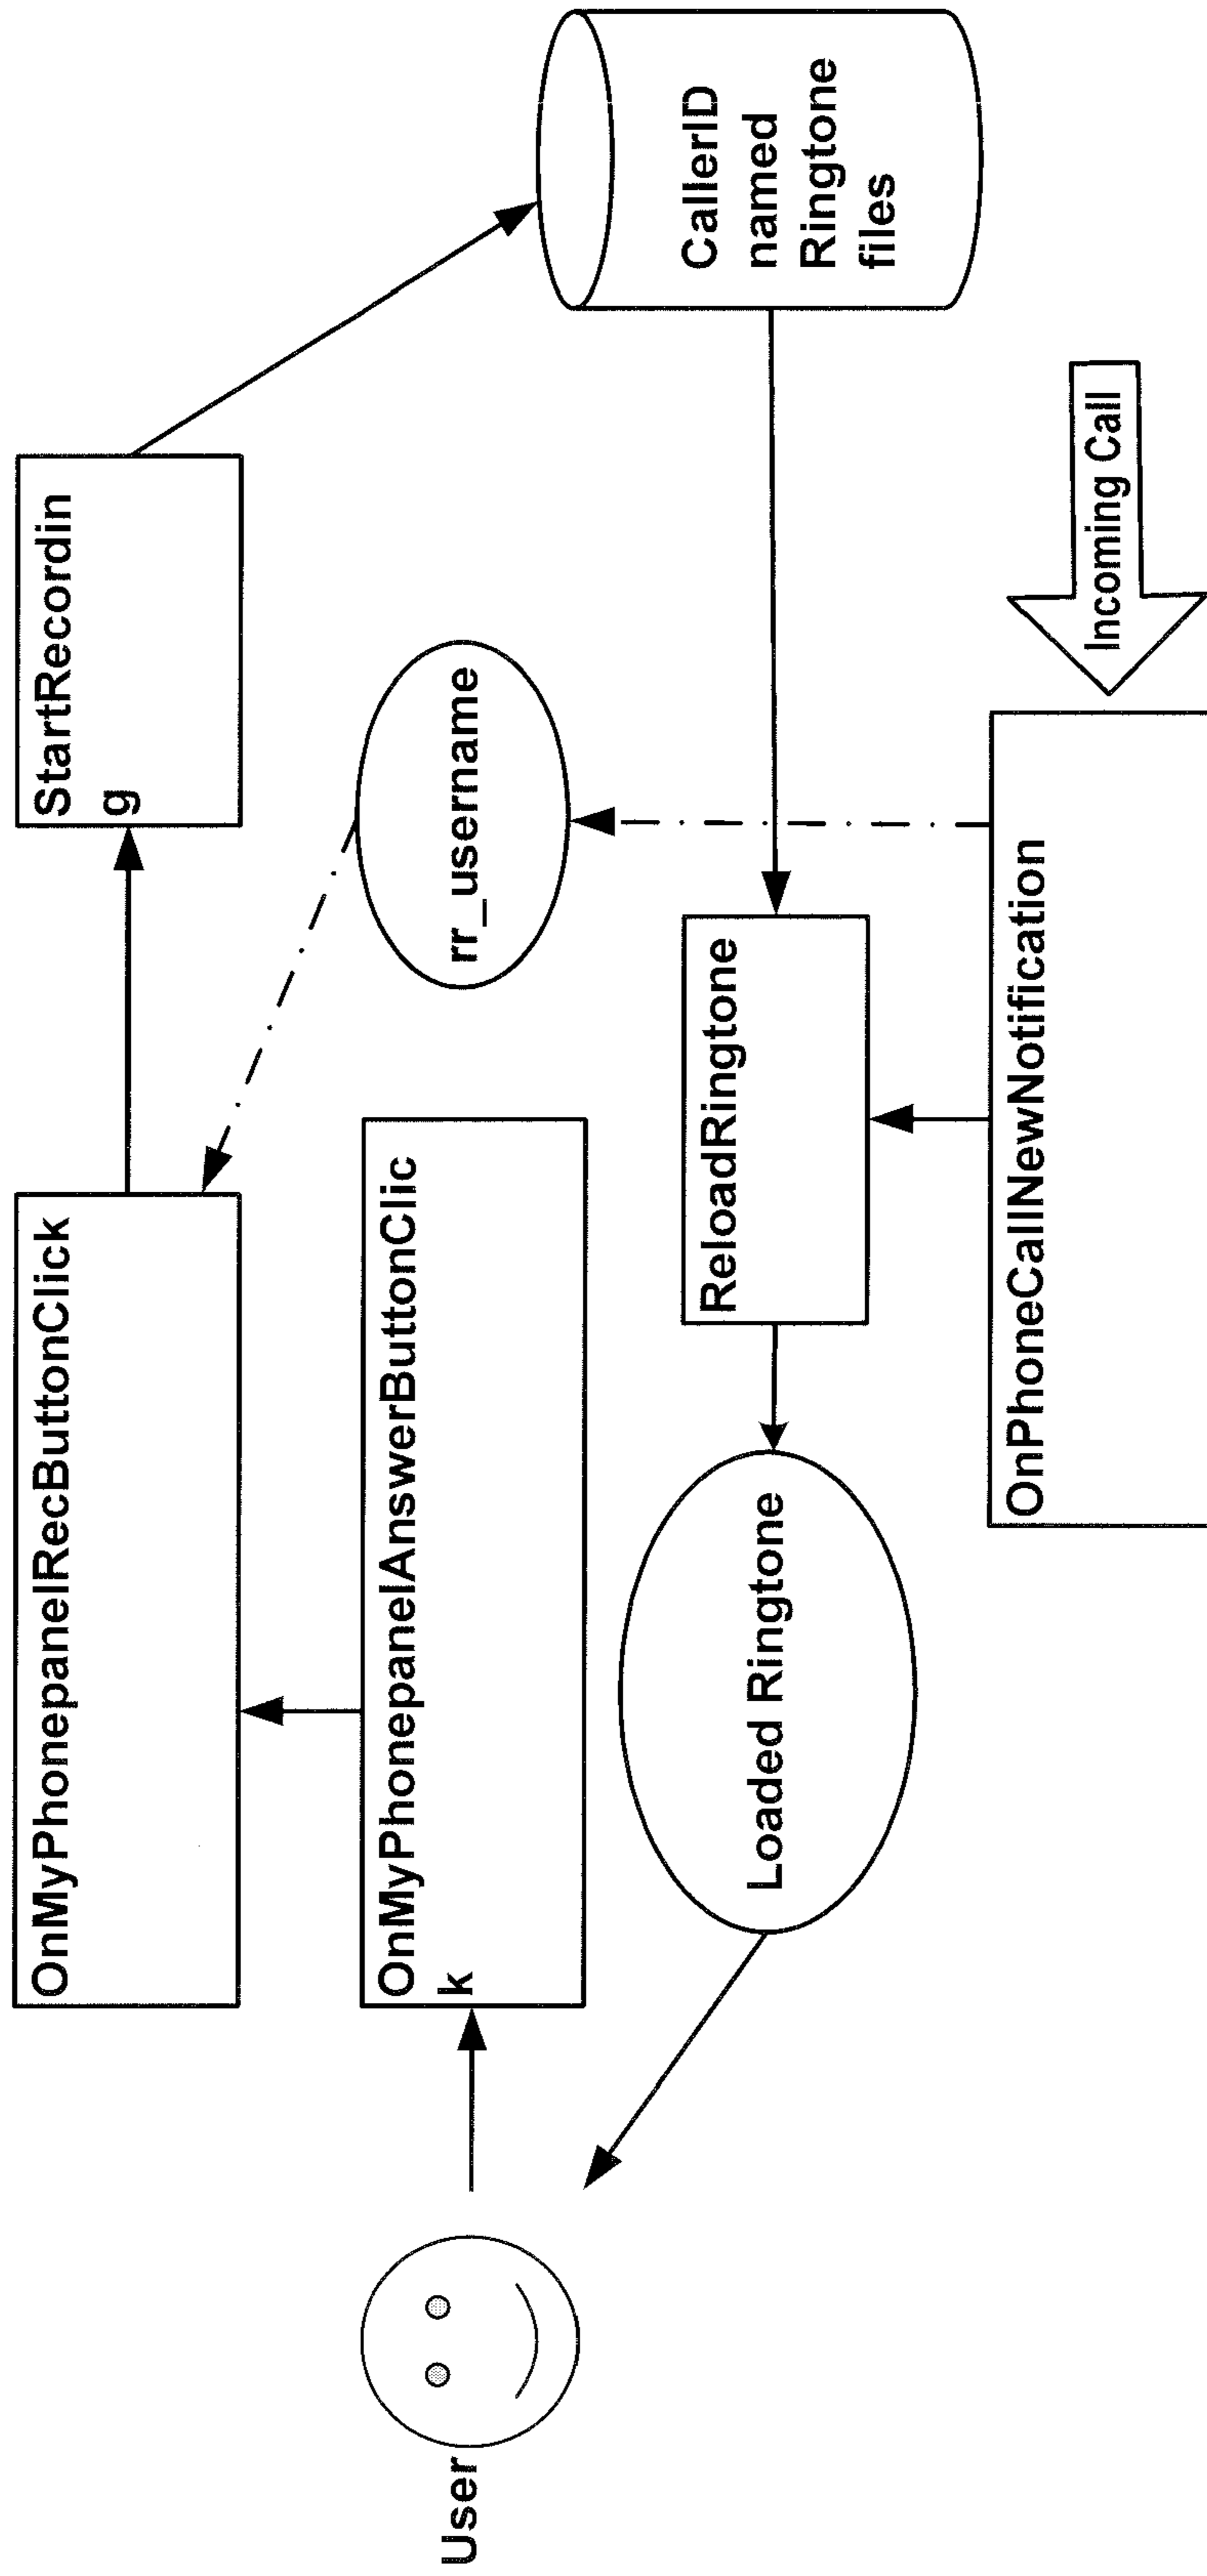 OnMyPhonepanelRecButtonClick
StartRecordin
g
OnMyPhonepanelAnswerButtonClic
k
rr_username
User
CallerID
named
Ringtone
files
ReloadRingtone
Loaded Ringtone
OnPhoneCallNewNotification
Incoming Call